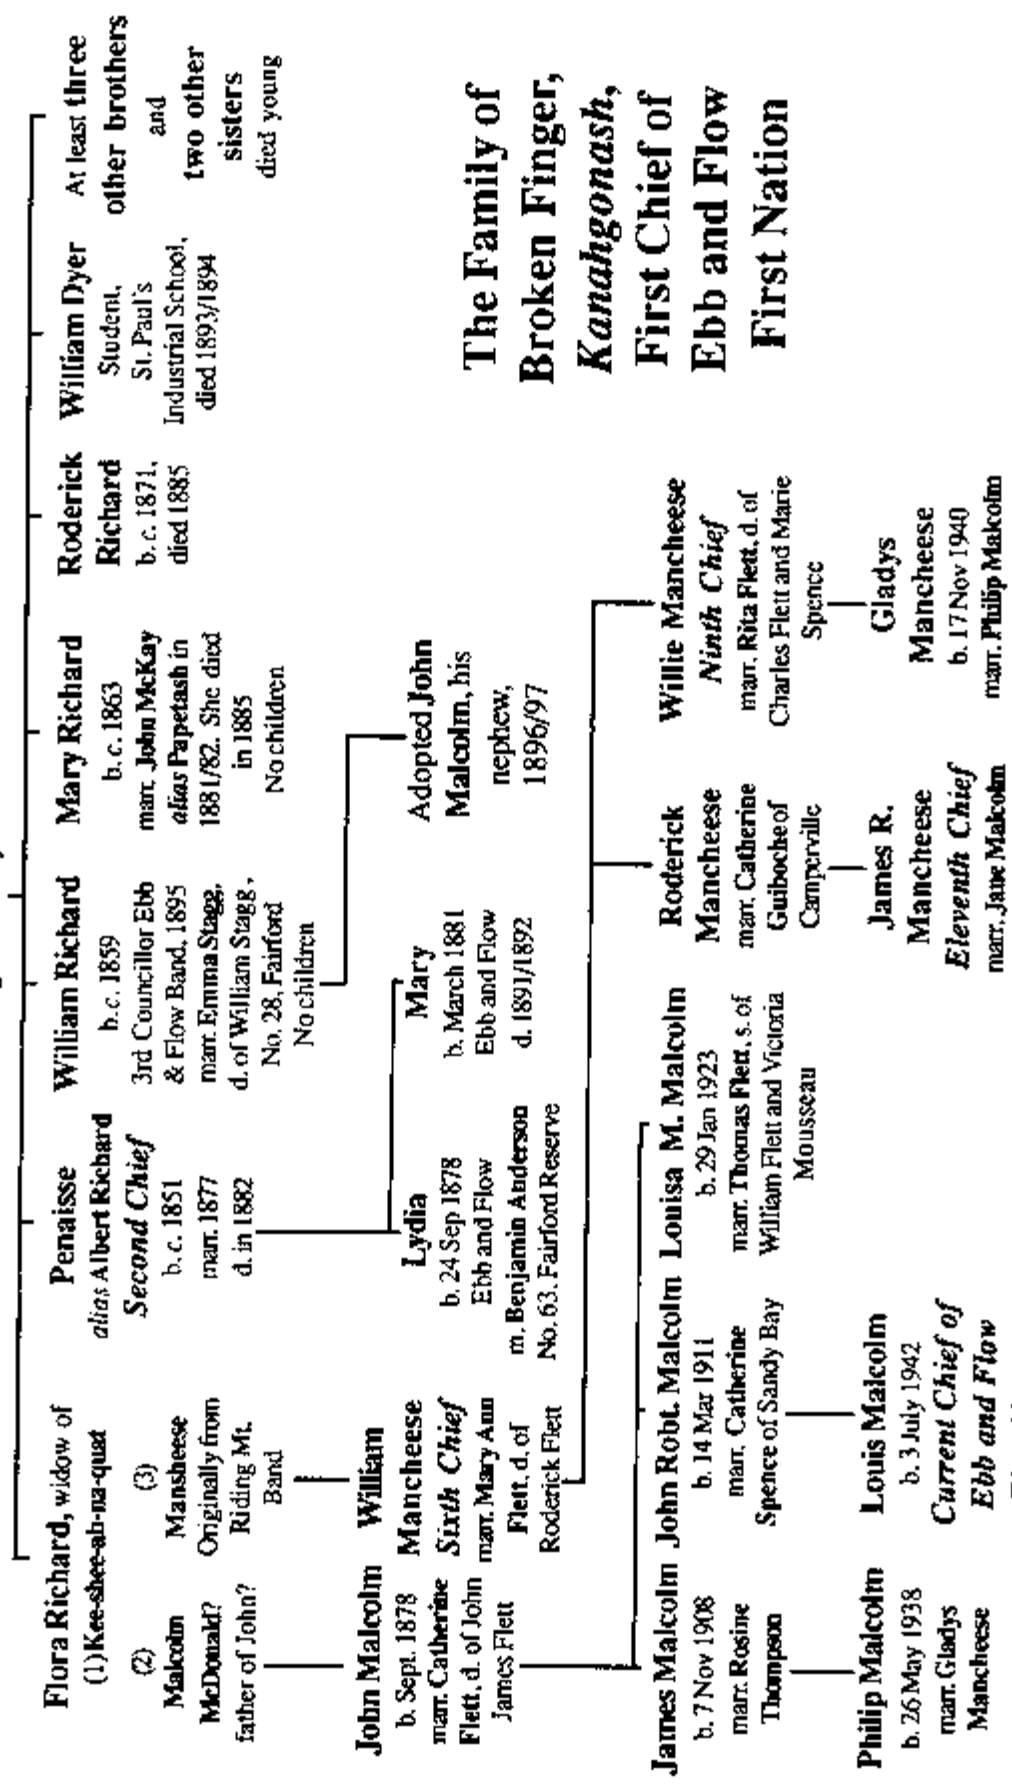 Flora Richard, widow of
(1) Kee-shee-ah-na-quat
(2)
Malcolm
McDonald?
father of John?
(3)
Mansheese
Originally from
Riding Mt.
Band
Penaisse
alias Albert Richard
Second Chief
b. c. 1851
marr. 1877
d. in 1882
William Richard
b. c. 1859
3rd Councillor Ebb
& Flow Band, 1895
marr. Emma Stagg,
d. of William Stagg,
No. 28, Fairford
No children
Mary Richard
b. c. 1863
marr. John McKay
alias Papetash in
1881/82. She died
in 1885
No children
Roderick
Richard
b. c. 1871,
died 1885
William Dyer
Student,
St. Paul's
Industrial School,
died 1893/1894
At least three
other brothers
and
two other
sisters
died young
John Malcolm
b. Sept. 1878
marr. Catherine
Flett, d. of John
James Flett
William
Mancheese
Sixth Chief
marr. Mary Ann
Flett, d. of
Roderick Flett
Lydia
b. 24 Sep 1878
Ebb and Flow
m. Benjamin Anderson
No. 63, Fairford Reserve
Mary
b. March 1881
Ebb and Flow
d. 1891/1892
Adopted John
Malcolm, his
nephew,
1896/97
The Family of
Broken Finger,
Kanahgonash,
First Chief of
Ebb and Flow
First Nation
James Malcolm
b. 7 Nov 1908
marr. Rosine
Thompson
John Robt. Malcolm
b. 14 Mar 1911
marr. Catherine
Spence of Sandy Bay
Louisa M. Malcolm
b. 29 Jan 1923
marr. Thomas Flett, s. of
William Flett and Victoria
Mousseau
Roderick
Mancheese
marr. Catherine
Guiboche of
Camperville
Willie Mancheese
Ninth Chief
marr. Rita Flett, d. of
Charles Flett and Marie
Spence
Philip Malcolm
b. 26 May 1938
marr. Gladys
Mancheese
Louis Malcolm
b. 3 July 1942
Current Chief of
Ebb and Flow
James R.
Mancheese
Eleventh Chief
marr. Jane Malcolm
Gladys
Mancheese
b. 17 Nov 1940
marr. Philip Malcolm